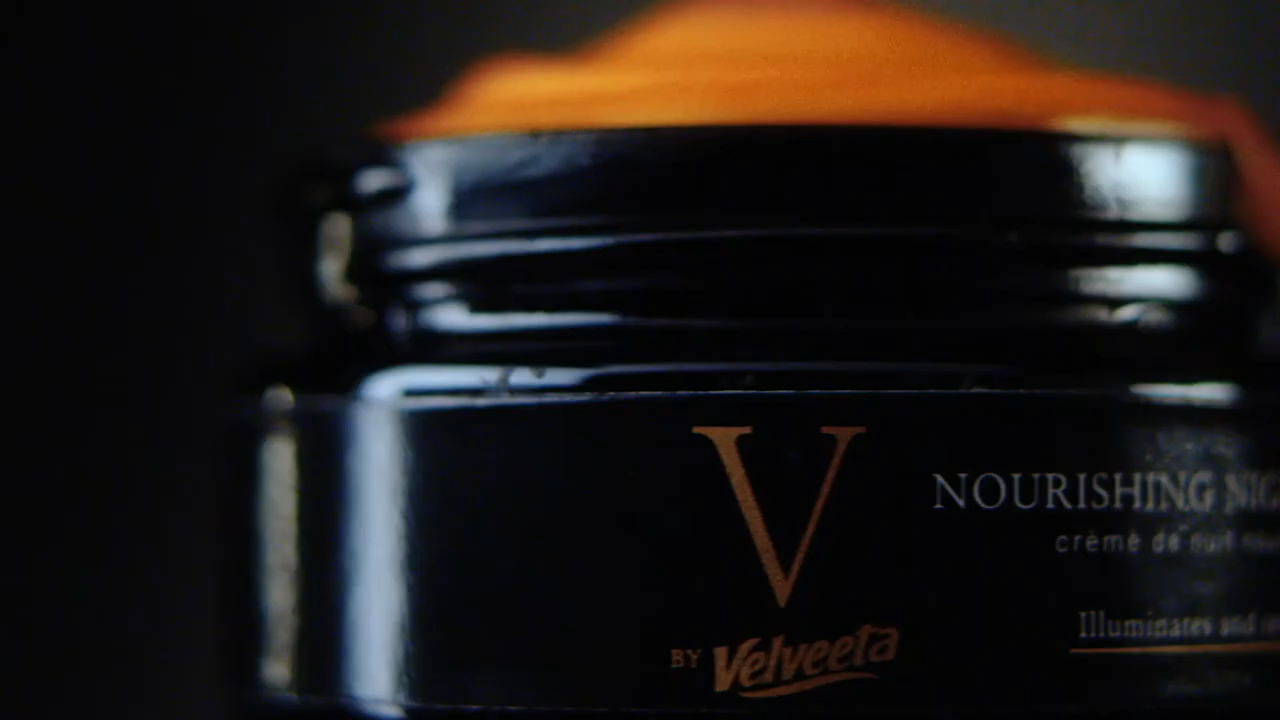 V
BY Velveeta
NOURISHING
crème de nuit
Illuminates and